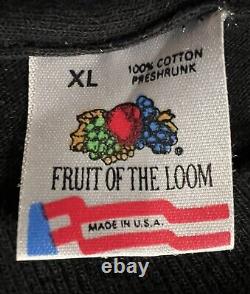 XL
100% COTTON
PRESHRUNK
®
FRUIT OF THE LOOM
MADE IN U.S.A.